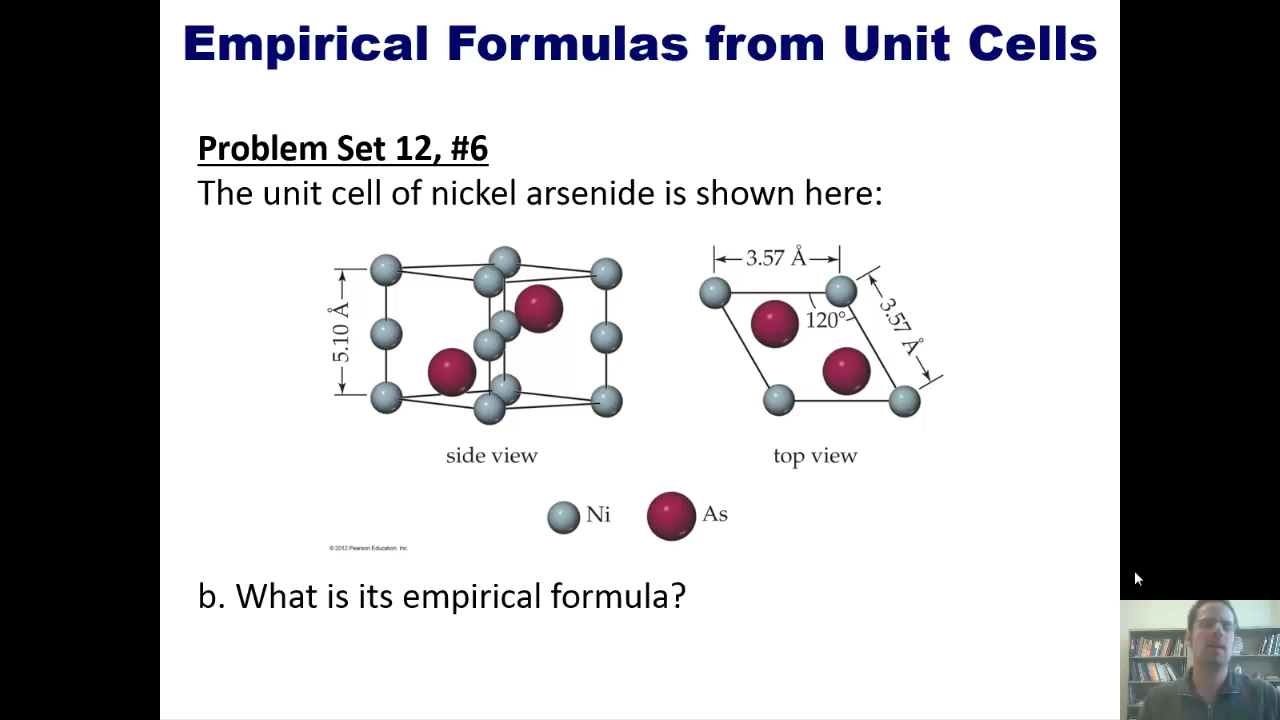 Empirical Formulas from Unit Cells
Problem Set 12, #6
The unit cell of nickel arsenide is shown here:
5.10 Å
3.57 Å
120°
3.57 Å
side view
top view
Ni
As
© 2012 Pearson Education, Inc.
b. What is its empirical formula?